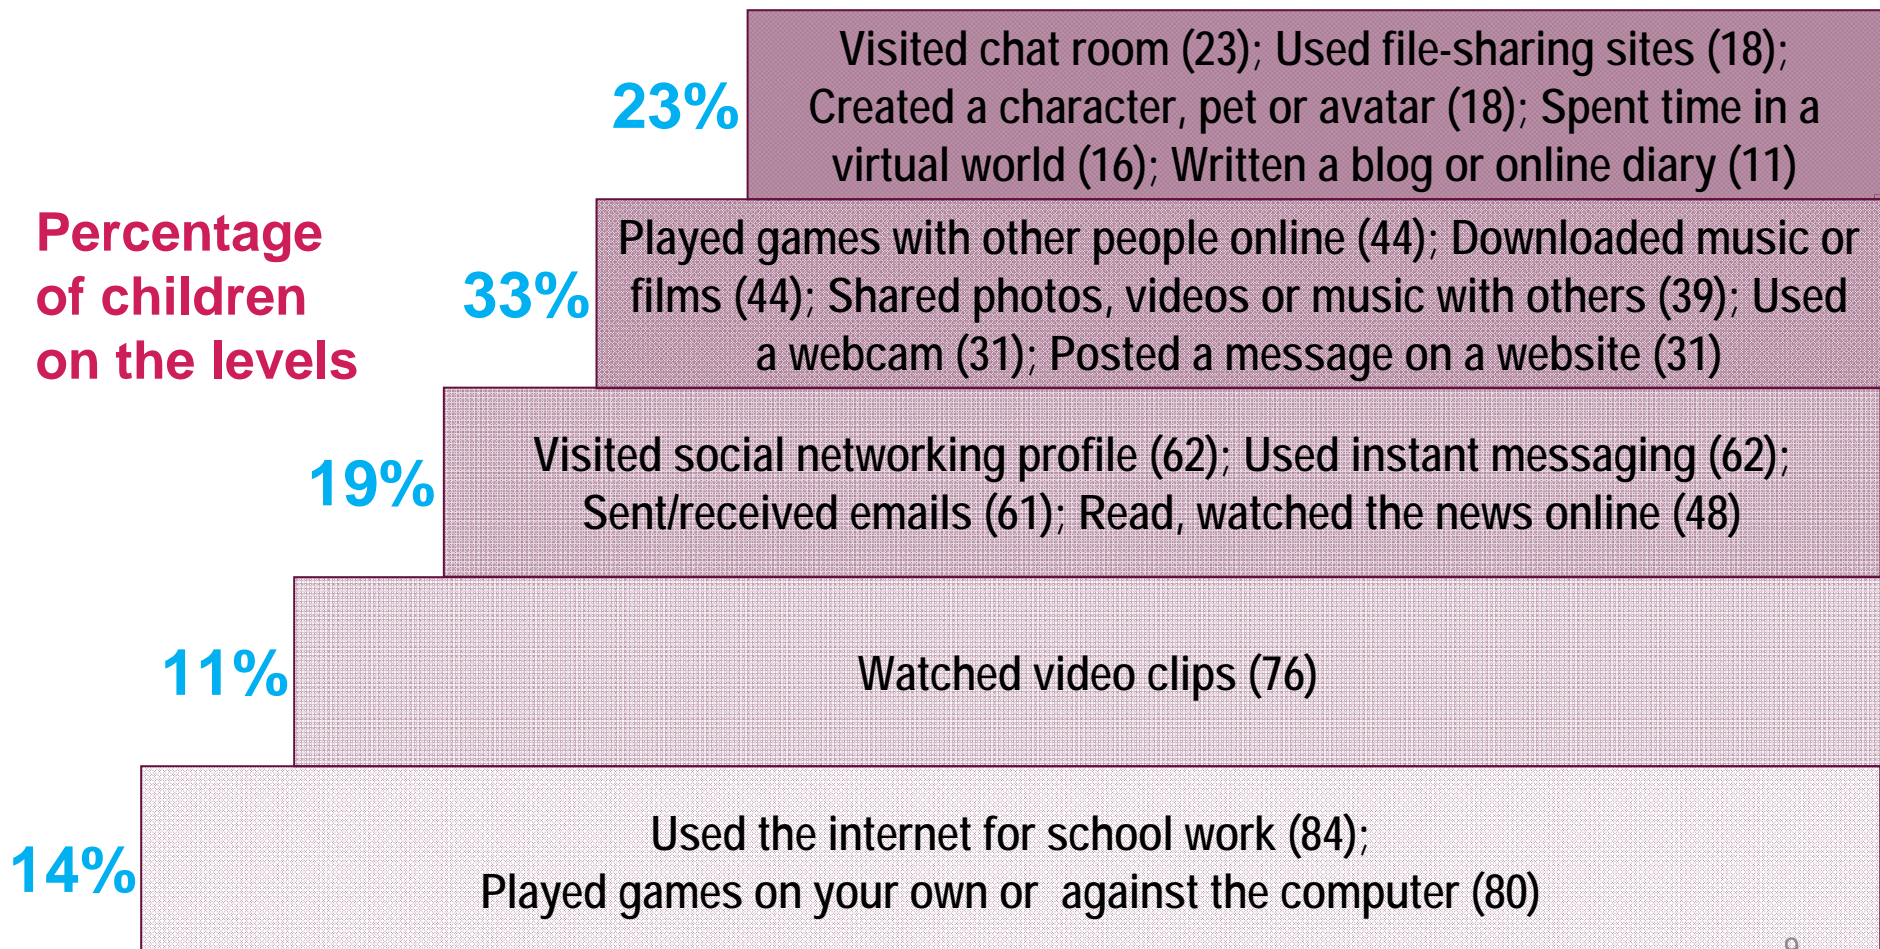 Visited chat room (23); Used file-sharing sites (18);
23%
Created a character, pet or avatar (18); Spent time in a
virtual world (16); Written a blog or online diary (11)
Percentage
of children
on the levels
33%
Played games with other people online (44); Downloaded music or
films (44); Shared photos, videos or music with others (39); Used
a webcam (31); Posted a message on a website (31)
19%
Visited social networking profile (62); Used instant messaging (62);
Sent/received emails (61); Read, watched the news online (48)
11%
Watched video clips (76)
14%
Used the internet for school work (84);
Played games on your own or against the computer (80)